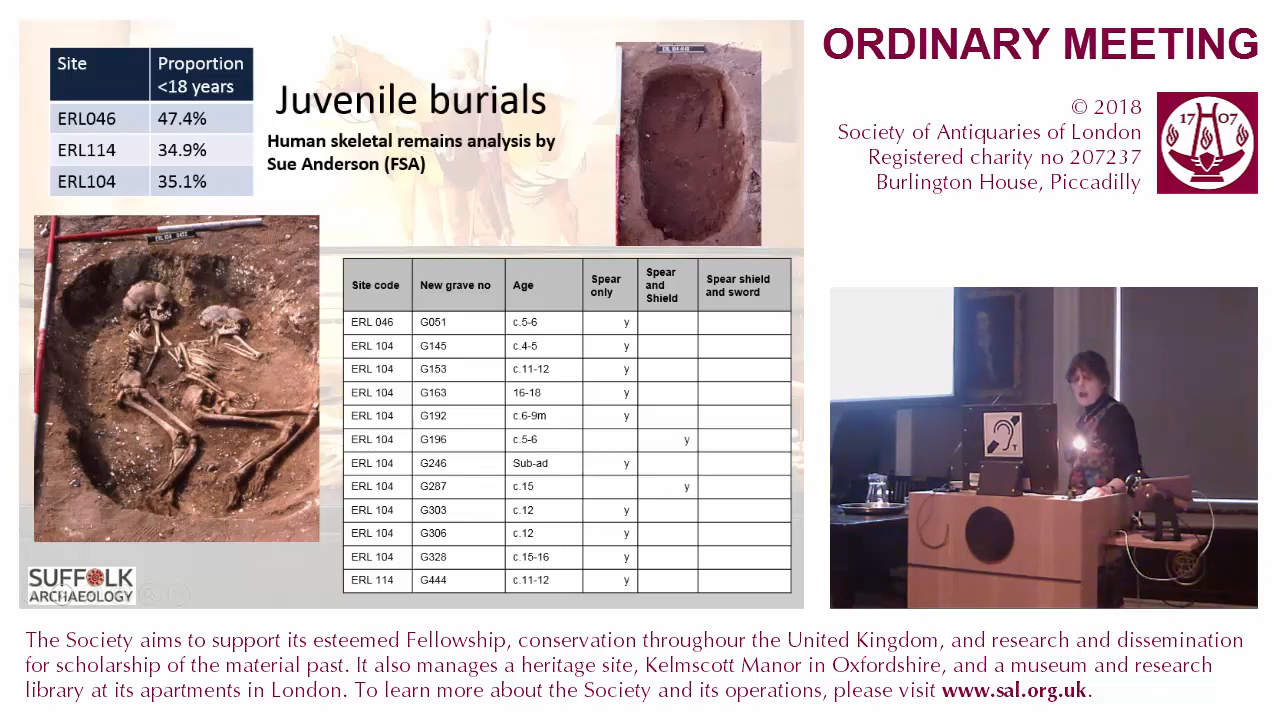 Site Proportion <18 years
ERL046 47.4%
ERL114 34.9%
ERL104 35.1%
Juvenile burials
Human skeletal remains analysis by
Sue Anderson (FSA)
Site code New grave no Age Spear only Spear and Shield Spear shield and sword
ERL 046 G051 c.5-6 y
ERL 104 G145 c.4-5 y
ERL 104 G153 c.11-12 y
ERL 104 G163 16-18 y
ERL 104 G192 c.6-9m y
ERL 104 G196 c.5-6 y
ERL 104 G246 Sub-ad y
ERL 104 G287 c.15 y
ERL 104 G303 c.12 y
ERL 104 G306 c.12 y
ERL 104 G328 c.15-16 y
ERL 114 G444 c.11-12 y
SUFFOLK
ARCHAEOLOGY
ORDINARY MEETING
© 2018
Society of Antiquaries of London
Registered charity no 207237
Burlington House, Piccadilly
17 07
T
The Society aims to support its esteemed Fellowship, conservation throughour the United Kingdom, and research and dissemination
for scholarship of the material past. It also manages a heritage site, Kelmscott Manor in Oxfordshire, and a museum and research
library at its apartments in London. To learn more about the Society and its operations, please visit www.sal.org.uk.